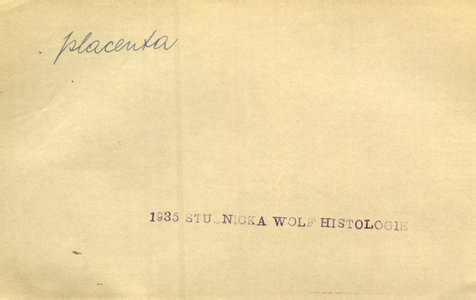 placenta
1935 STU_NICKA WOLF HISTOLOGIE